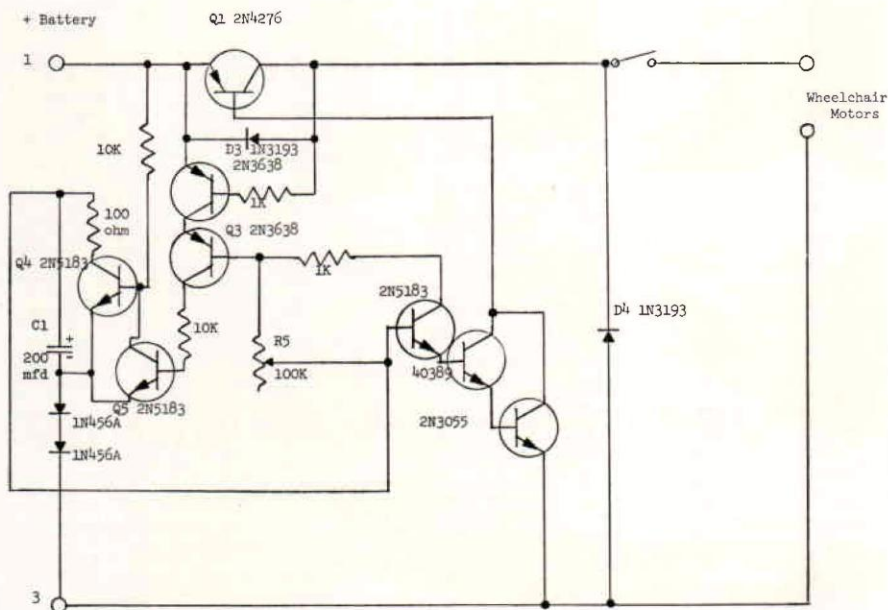 Q1 2N4276
+ Battery
1
Wheelchair
Motors
10K
D3 1N3193
2N3638
1K
100
ohm
Q3 2N3638
Q4 2N5183
1K
2N5183
C1
+
-
200
mfd
10K
R5
100K
D4 1N3193
40389
Q5 2N5183
1N456A
2N3055
1N456A
3